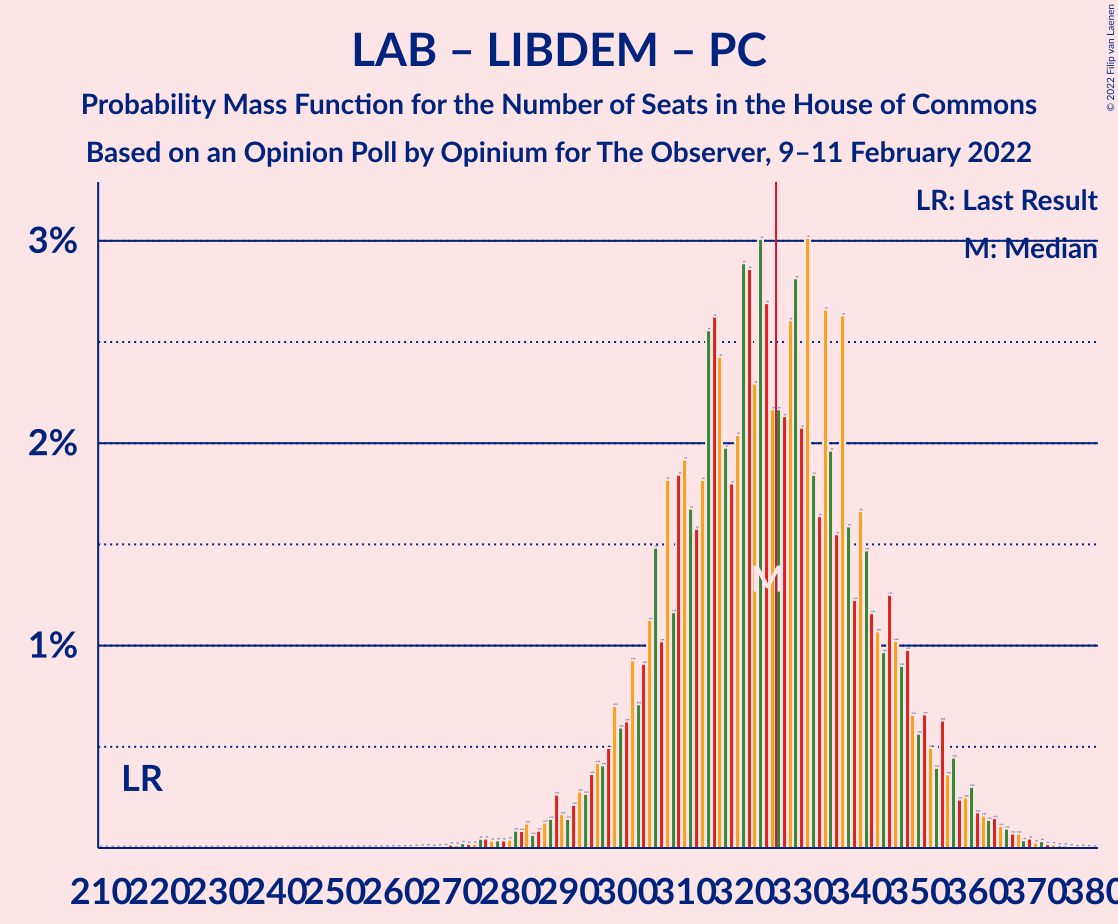 LAB – LIBDEM – PC
Probability Mass Function for the Number of Seats in the House of Commons
Based on an Opinion Poll by Opinium for The Observer, 9–11 February 2022
© 2022 Filip van Laenen
LR: Last Result
M: Median
3%
2%
1%
LR
M
210 220 230 240 250 260 270 280 290 300 310 320 330 340 350 360 370 380